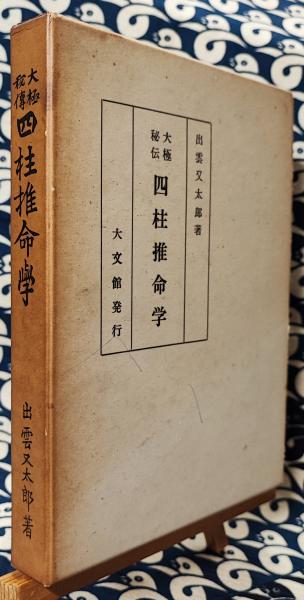 大極
秘傳
四柱推命學
出雲又太郎著
出雲又太郎著
大極
秘伝
四柱推命学
大文館発行